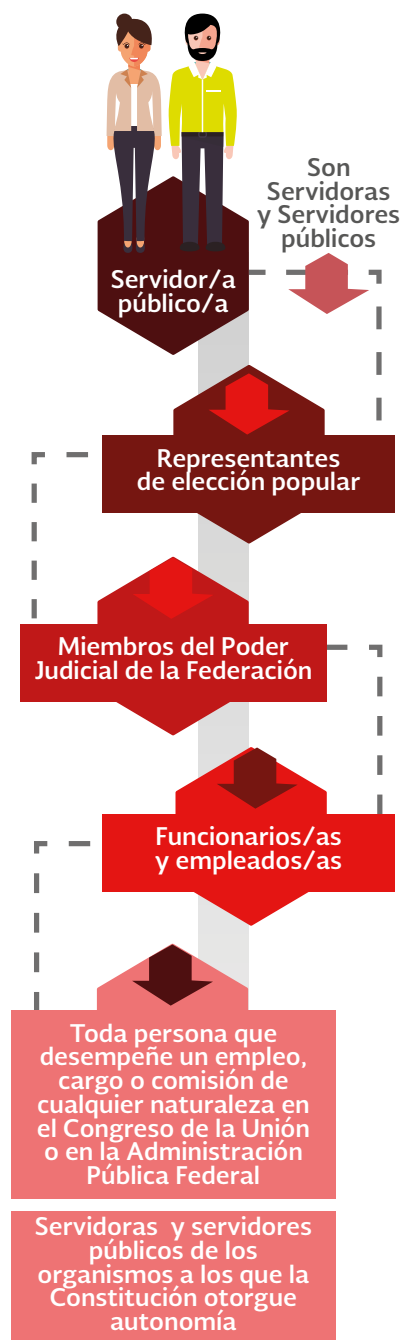 Son
Servidoras
y Servidores
públicos
Servidor/a
público/a
Representantes
de elección popular
Miembros del Poder
Judicial de la Federación
Funcionarios/as
y empleados/as
Toda persona que
desempeñe un empleo,
cargo o comisión de
cualquier naturaleza en
el Congreso de la Unión
o en la Administración
Pública Federal
Servidoras y servidores
públicos de los
organismos a los que la
Constitución otorgue
autonomía